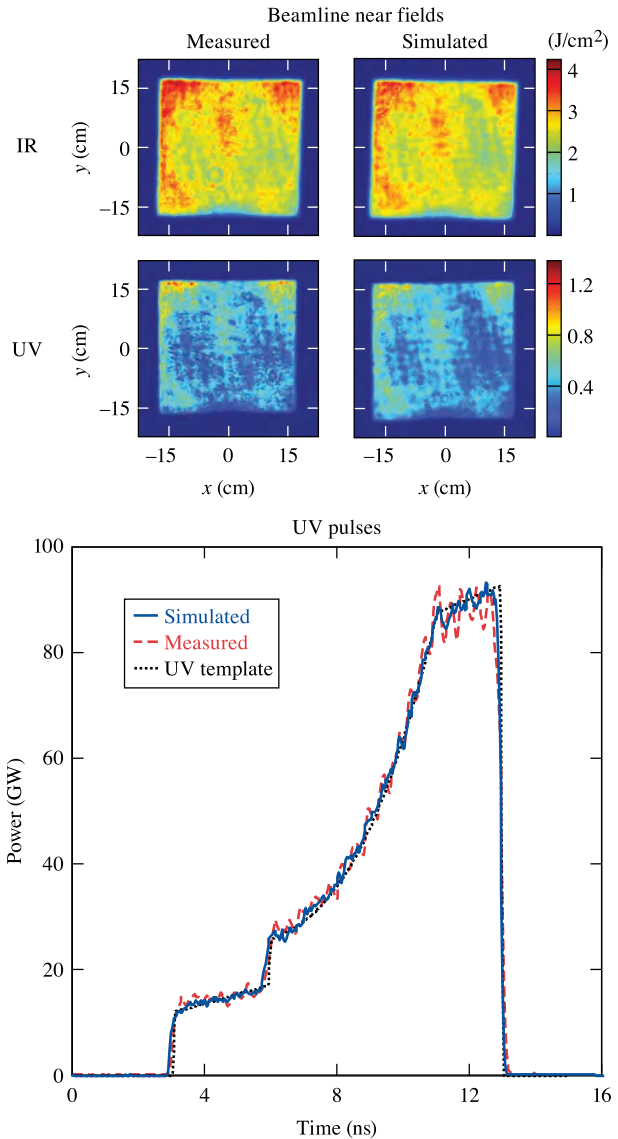 Beamline near fields
Measured Simulated (J/cm²)
IR
y (cm)
15
0
–15
4
3
2
1
UV
y (cm)
15
0
–15
1.2
0.8
0.4
–15 0 15 –15 0 15
x (cm) x (cm)
UV pulses
Power (GW)
100
80
60
40
20
0
Simulated
Measured
UV template
0 4 8 12 16
Time (ns)